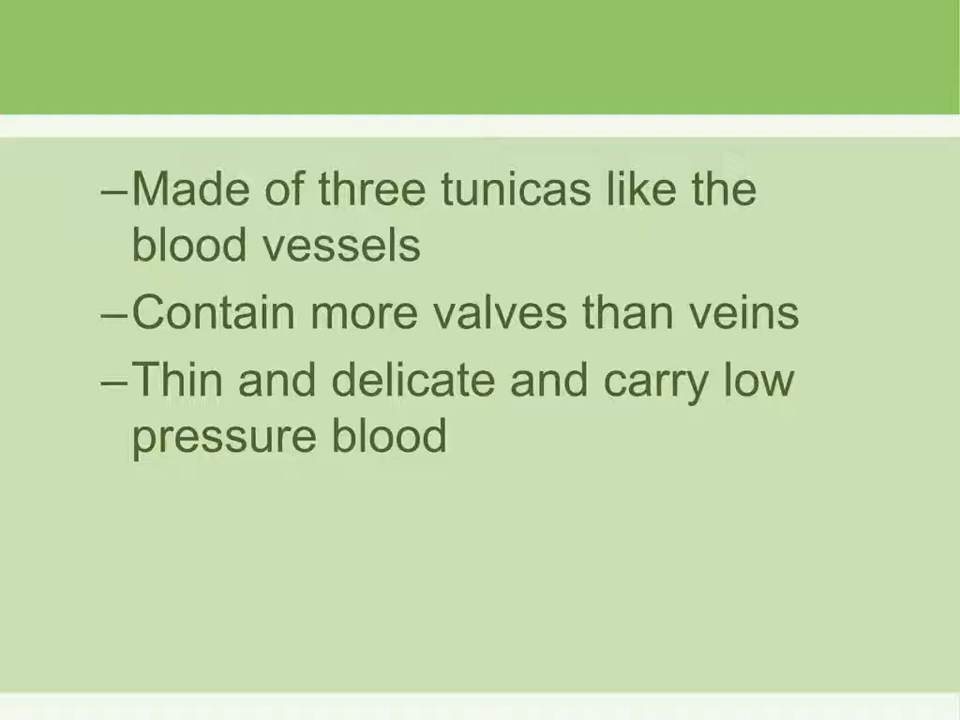 –Made of three tunicas like the
blood vessels
–Contain more valves than veins
–Thin and delicate and carry low
pressure blood